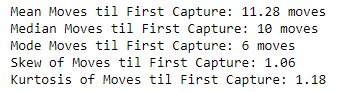 Mean Moves til First Capture: 11.28 moves
Median Moves til First Capture: 10 moves
Mode Moves til First Capture: 6 moves
Skew of Moves til First Capture: 1.06
Kurtosis of Moves til First Capture: 1.18